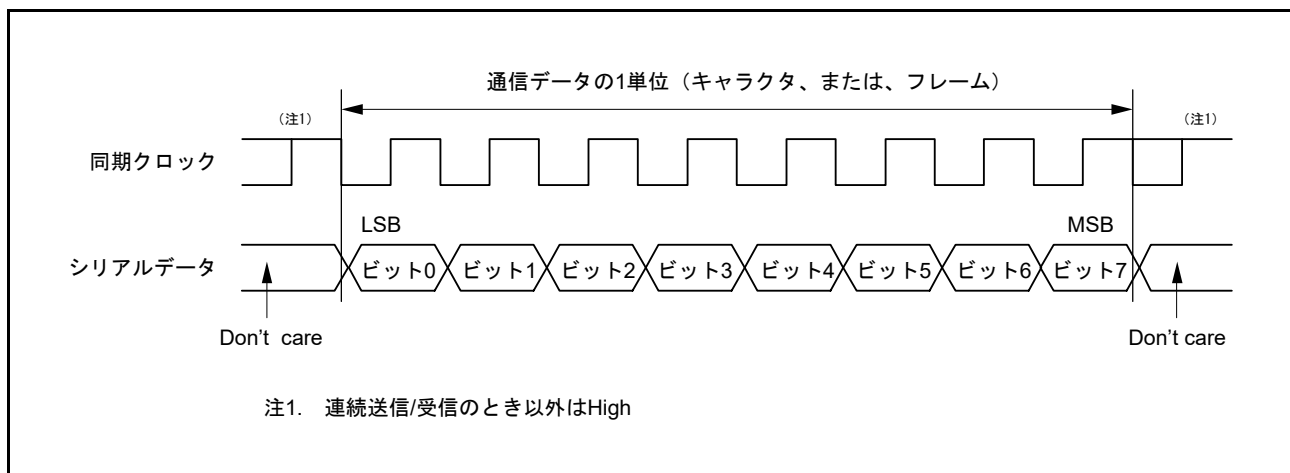 通信データの1単位（キャラクタ、または、フレーム）
（注1） （注1）
同期クロック
LSB MSB
シリアルデータ ビット0 ビット1 ビット2 ビット3 ビット4 ビット5 ビット6 ビット7
Don't care Don't care
注1. 連続送信/受信のとき以外はHigh